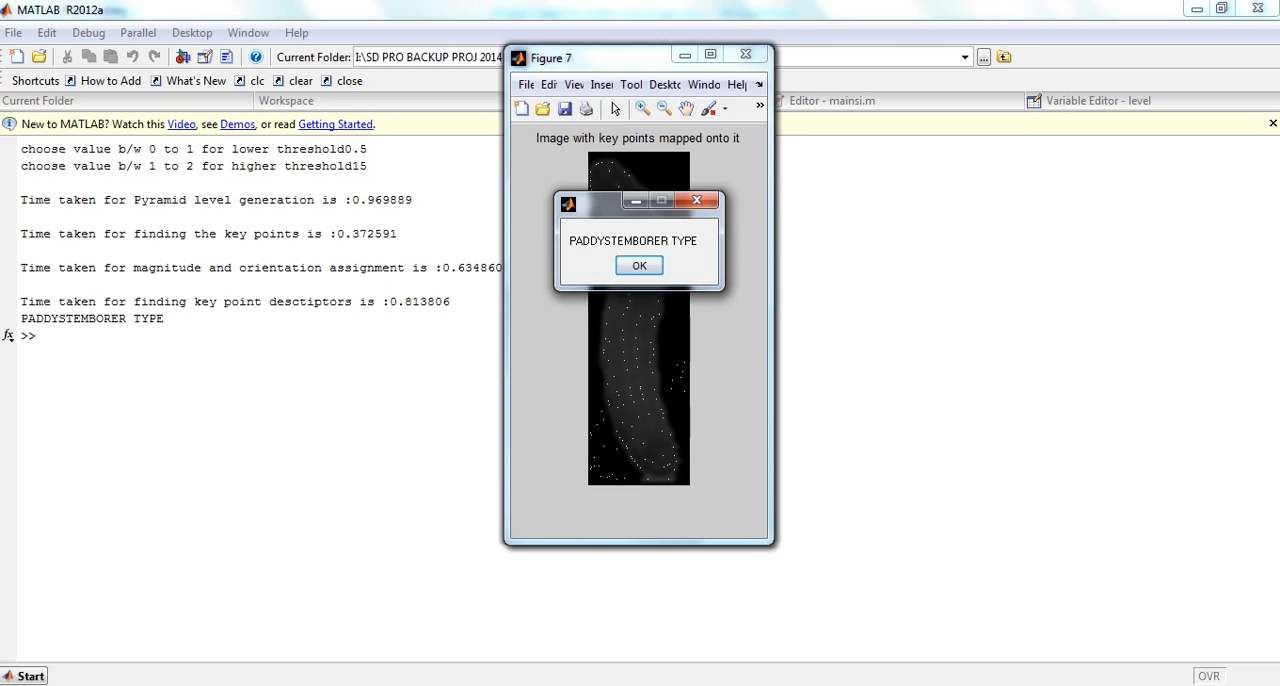 MATLAB R2012a
File Edit Debug Parallel Desktop Window Help
Current Folder: I:\SD PRO BACKUP PROJ 2014
Shortcuts How to Add What's New clc clear close
Current Folder
Workspace
Editor - mainsi.m
Variable Editor - level
New to MATLAB? Watch this Video, see Demos, or read Getting Started.
choose value b/w 0 to 1 for lower threshold0.5
choose value b/w 1 to 2 for higher threshold15
Time taken for Pyramid level generation is :0.969889
Time taken for finding the key points is :0.372591
Time taken for magnitude and orientation assignment is :0.634860
Time taken for finding key point desctiptors is :0.813806
PADDYSTEMBORER TYPE
fx >>
Figure 7
File Edi View Inser Tool Deskto Windo Help
Image with key points mapped onto it
PADDYSTEMBORER TYPE
OK
Start
OVR